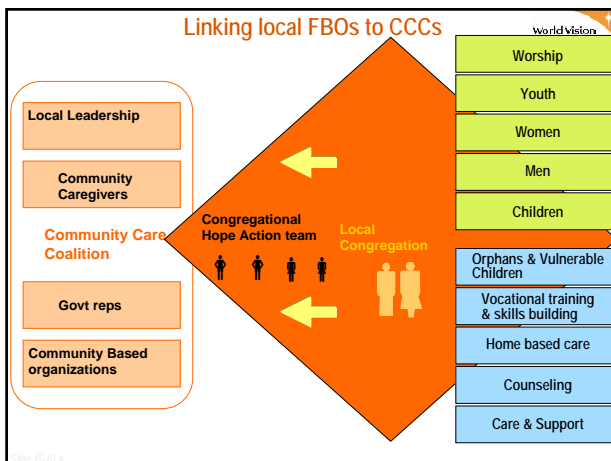 Linking local FBOs to CCCs
World Vision
Local Leadership
Community
Caregivers
Community Care
Coalition
Govt reps
Community Based
organizations
Congregational
Hope Action team
Local
Congregation
Worship
Youth
Women
Men
Children
Orphans & Vulnerable
Children
Vocational training
& skills building
Home based care
Counseling
Care & Support